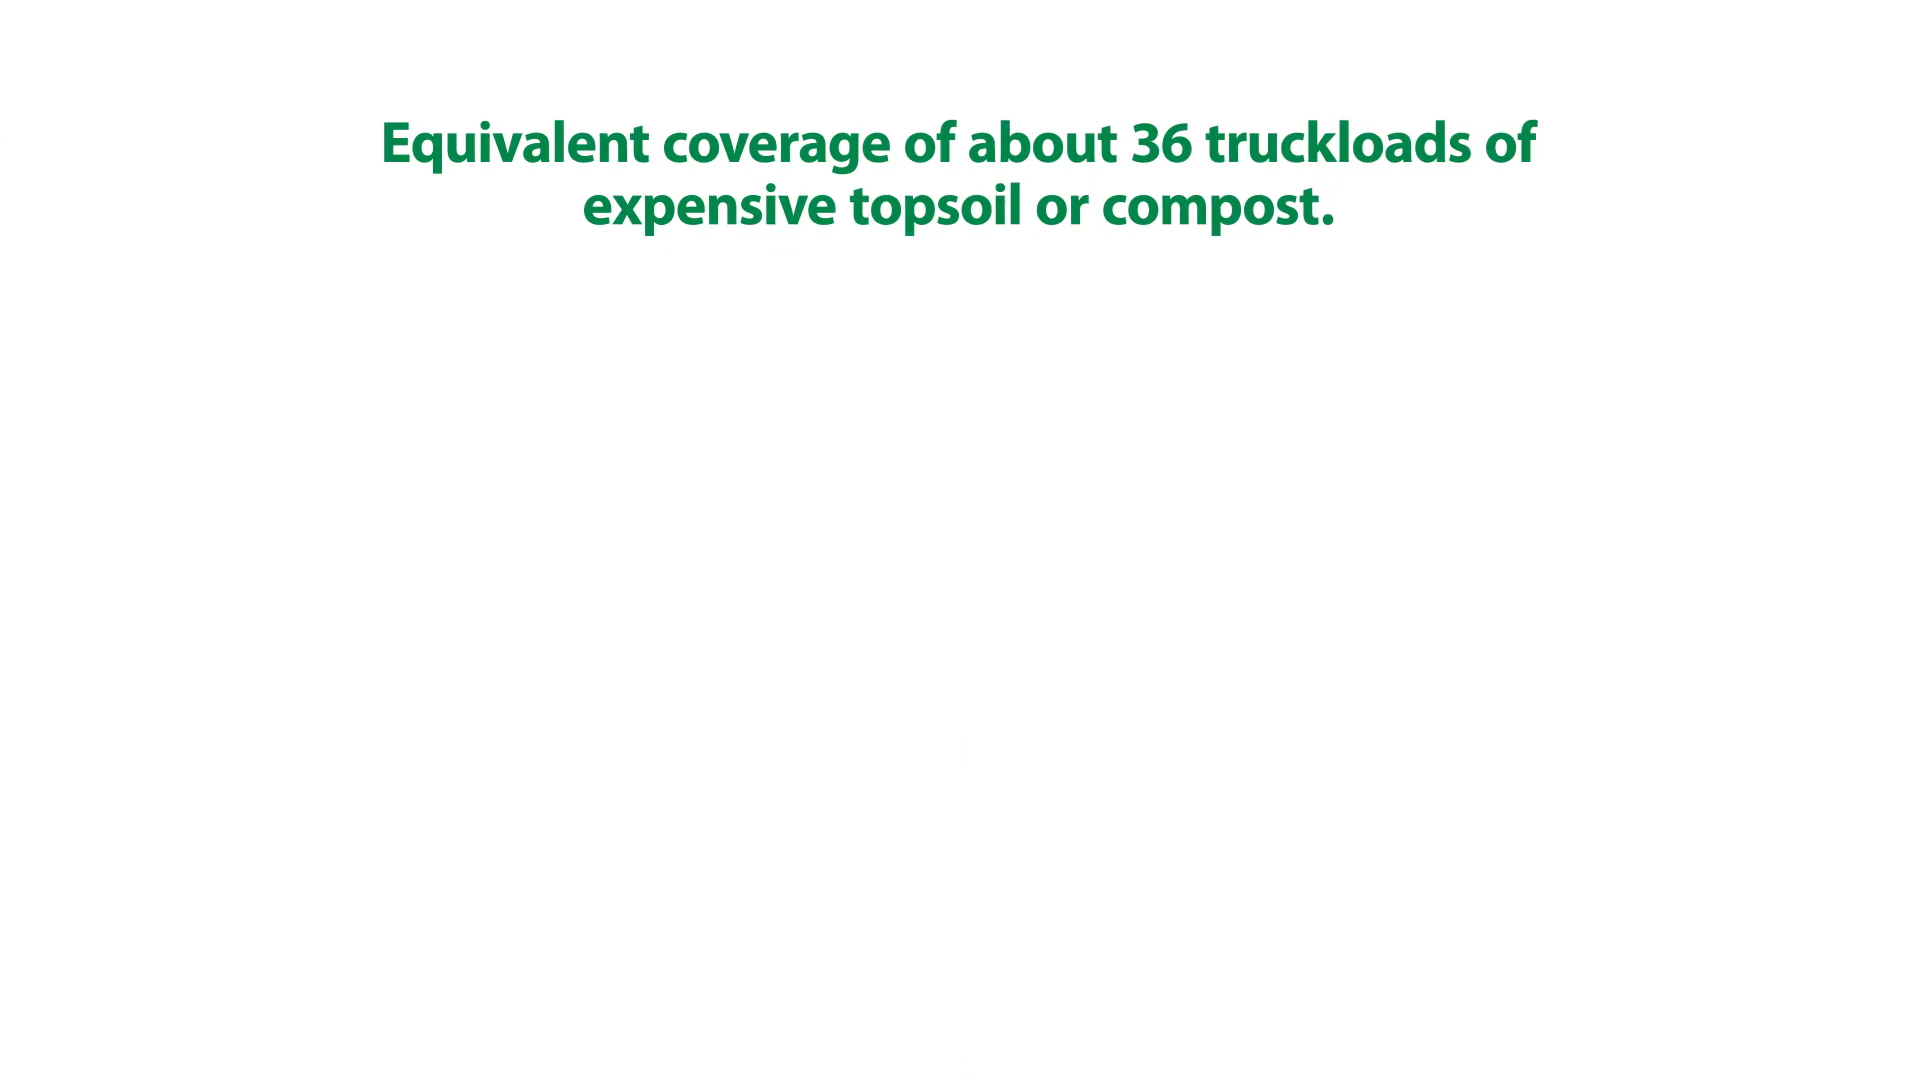 Equivalent coverage of about 36 truckloads of
expensive topsoil or compost.